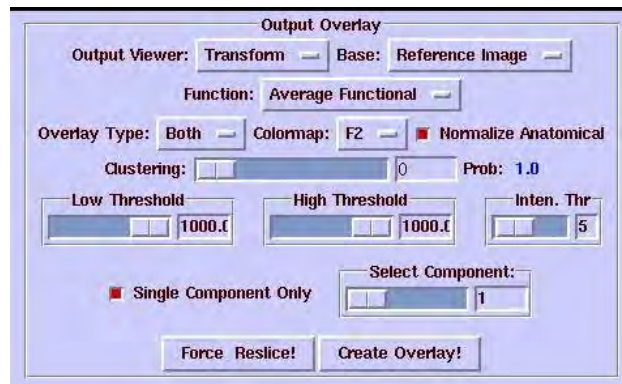 Output Overlay
Output Viewer: Transform Base: Reference Image
Function: Average Functional
Overlay Type: Both Colormap: F2 Normalize Anatomical
Clustering: 0 Prob: 1.0
Low Threshold High Threshold Inten. Thr
1000.( 1000.( 5
Select Component:
Single Component Only 1
Force Reslice! Create Overlay!